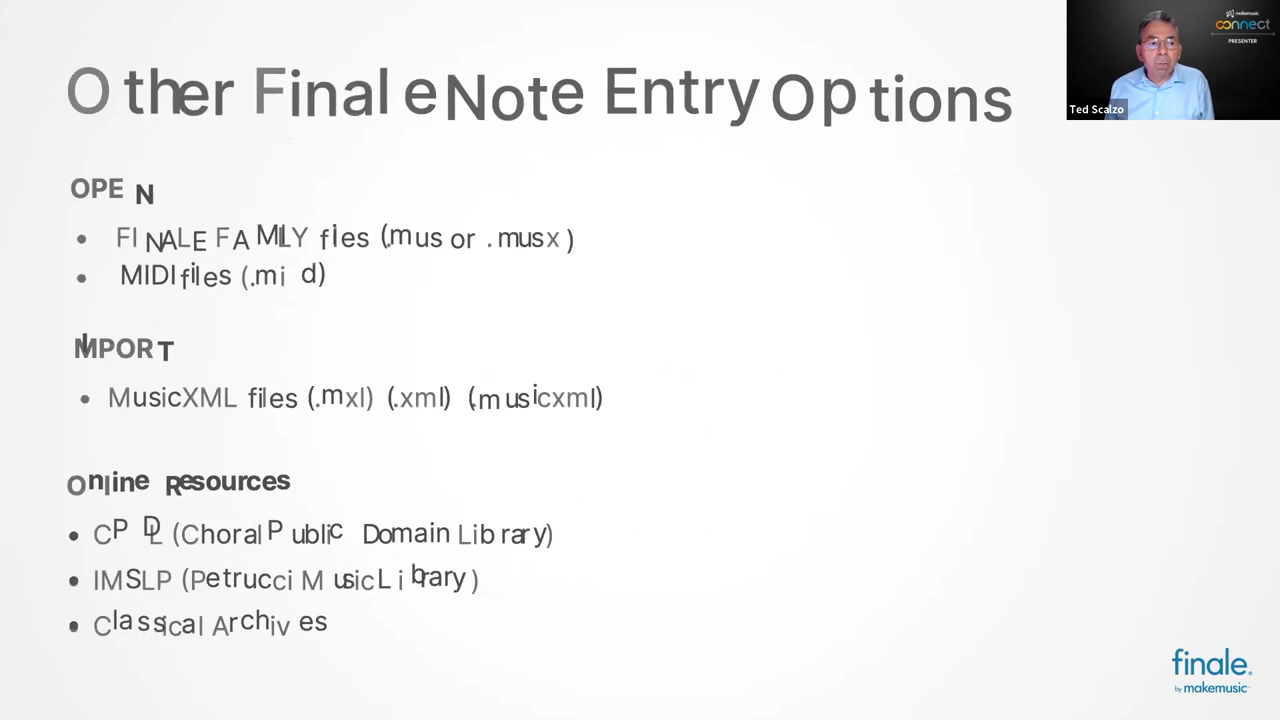 Other Finale Note Entry Options
OPEN
• FINALE FAMILY files (.mus or .musx)
• MIDI files (.mid)
IMPORT
• MusicXML files (.mxl) (.xml) (.musicxml)
Online Resources
• CPDL (Choral Public Domain Library)
• IMSLP (Petrucci Music Library)
• Classical Archives
makemusic
connect
PRESENTER
Ted Scalzo
finale.
by makemusic